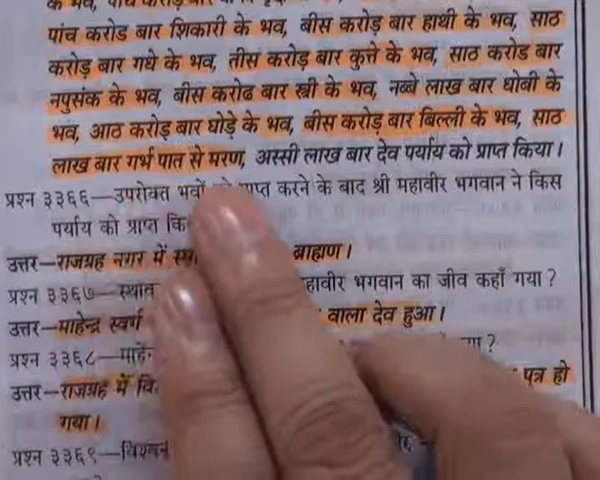 पांच करोड बार शिकारी के भव, बीस करोड़ बार हाथी के भव, साठ
करोड़ बार गधे के भव, तीस करोड़ बार कुत्ते के भव, साठ करोड बार
नपुसंक के भव, बीस करोढ बार स्त्री के भव, नब्बे लाख बार धोबी के
भव, आठ करोड़ बार घोड़े के भव, बीस करोड़ बार बिल्ली के भव, साठ
लाख बार गर्भ पात से मरण, अस्सी लाख बार देव पर्याय को प्राप्त किया।
प्रश्न ३३६६—उपरोक्त भवों प्राप्त करने के बाद श्री महावीर भगवान ने किस
पर्याय को प्राप्त
उत्तर—राजग्रह नगर में ब्राह्मण।
प्रश्न ३३६७— भगवान का जीव कहाँ गया?
उत्तर—माहेन्द्र स्वर्ग वाला देव हुआ।
प्रश्न ३३६८—
उत्तर—राजग्रह में पुत्र हो
गया।
प्रश्न ३३६९—